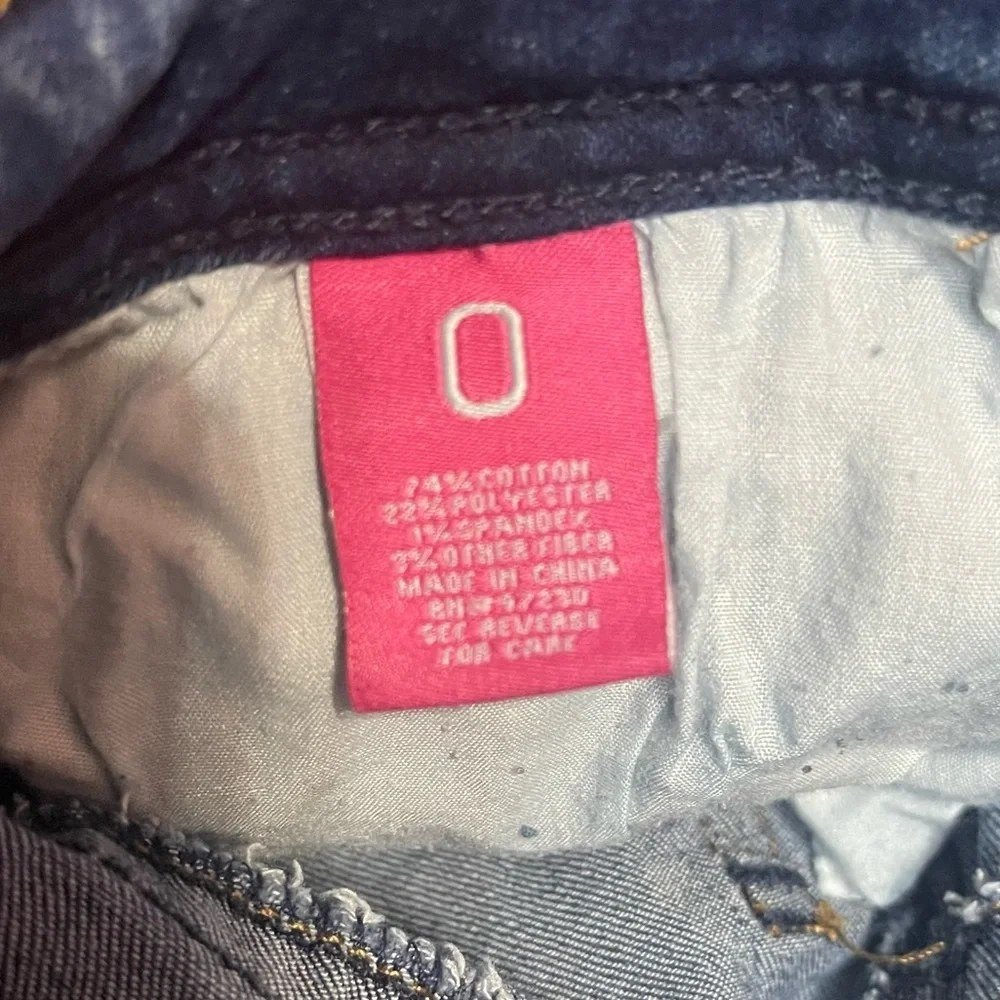 0
74% COTTON
22% POLYESTER
1% SPANDEX
3% OTHER FIBER
MADE IN CHINA
SEE REVERSE
FOR CARE